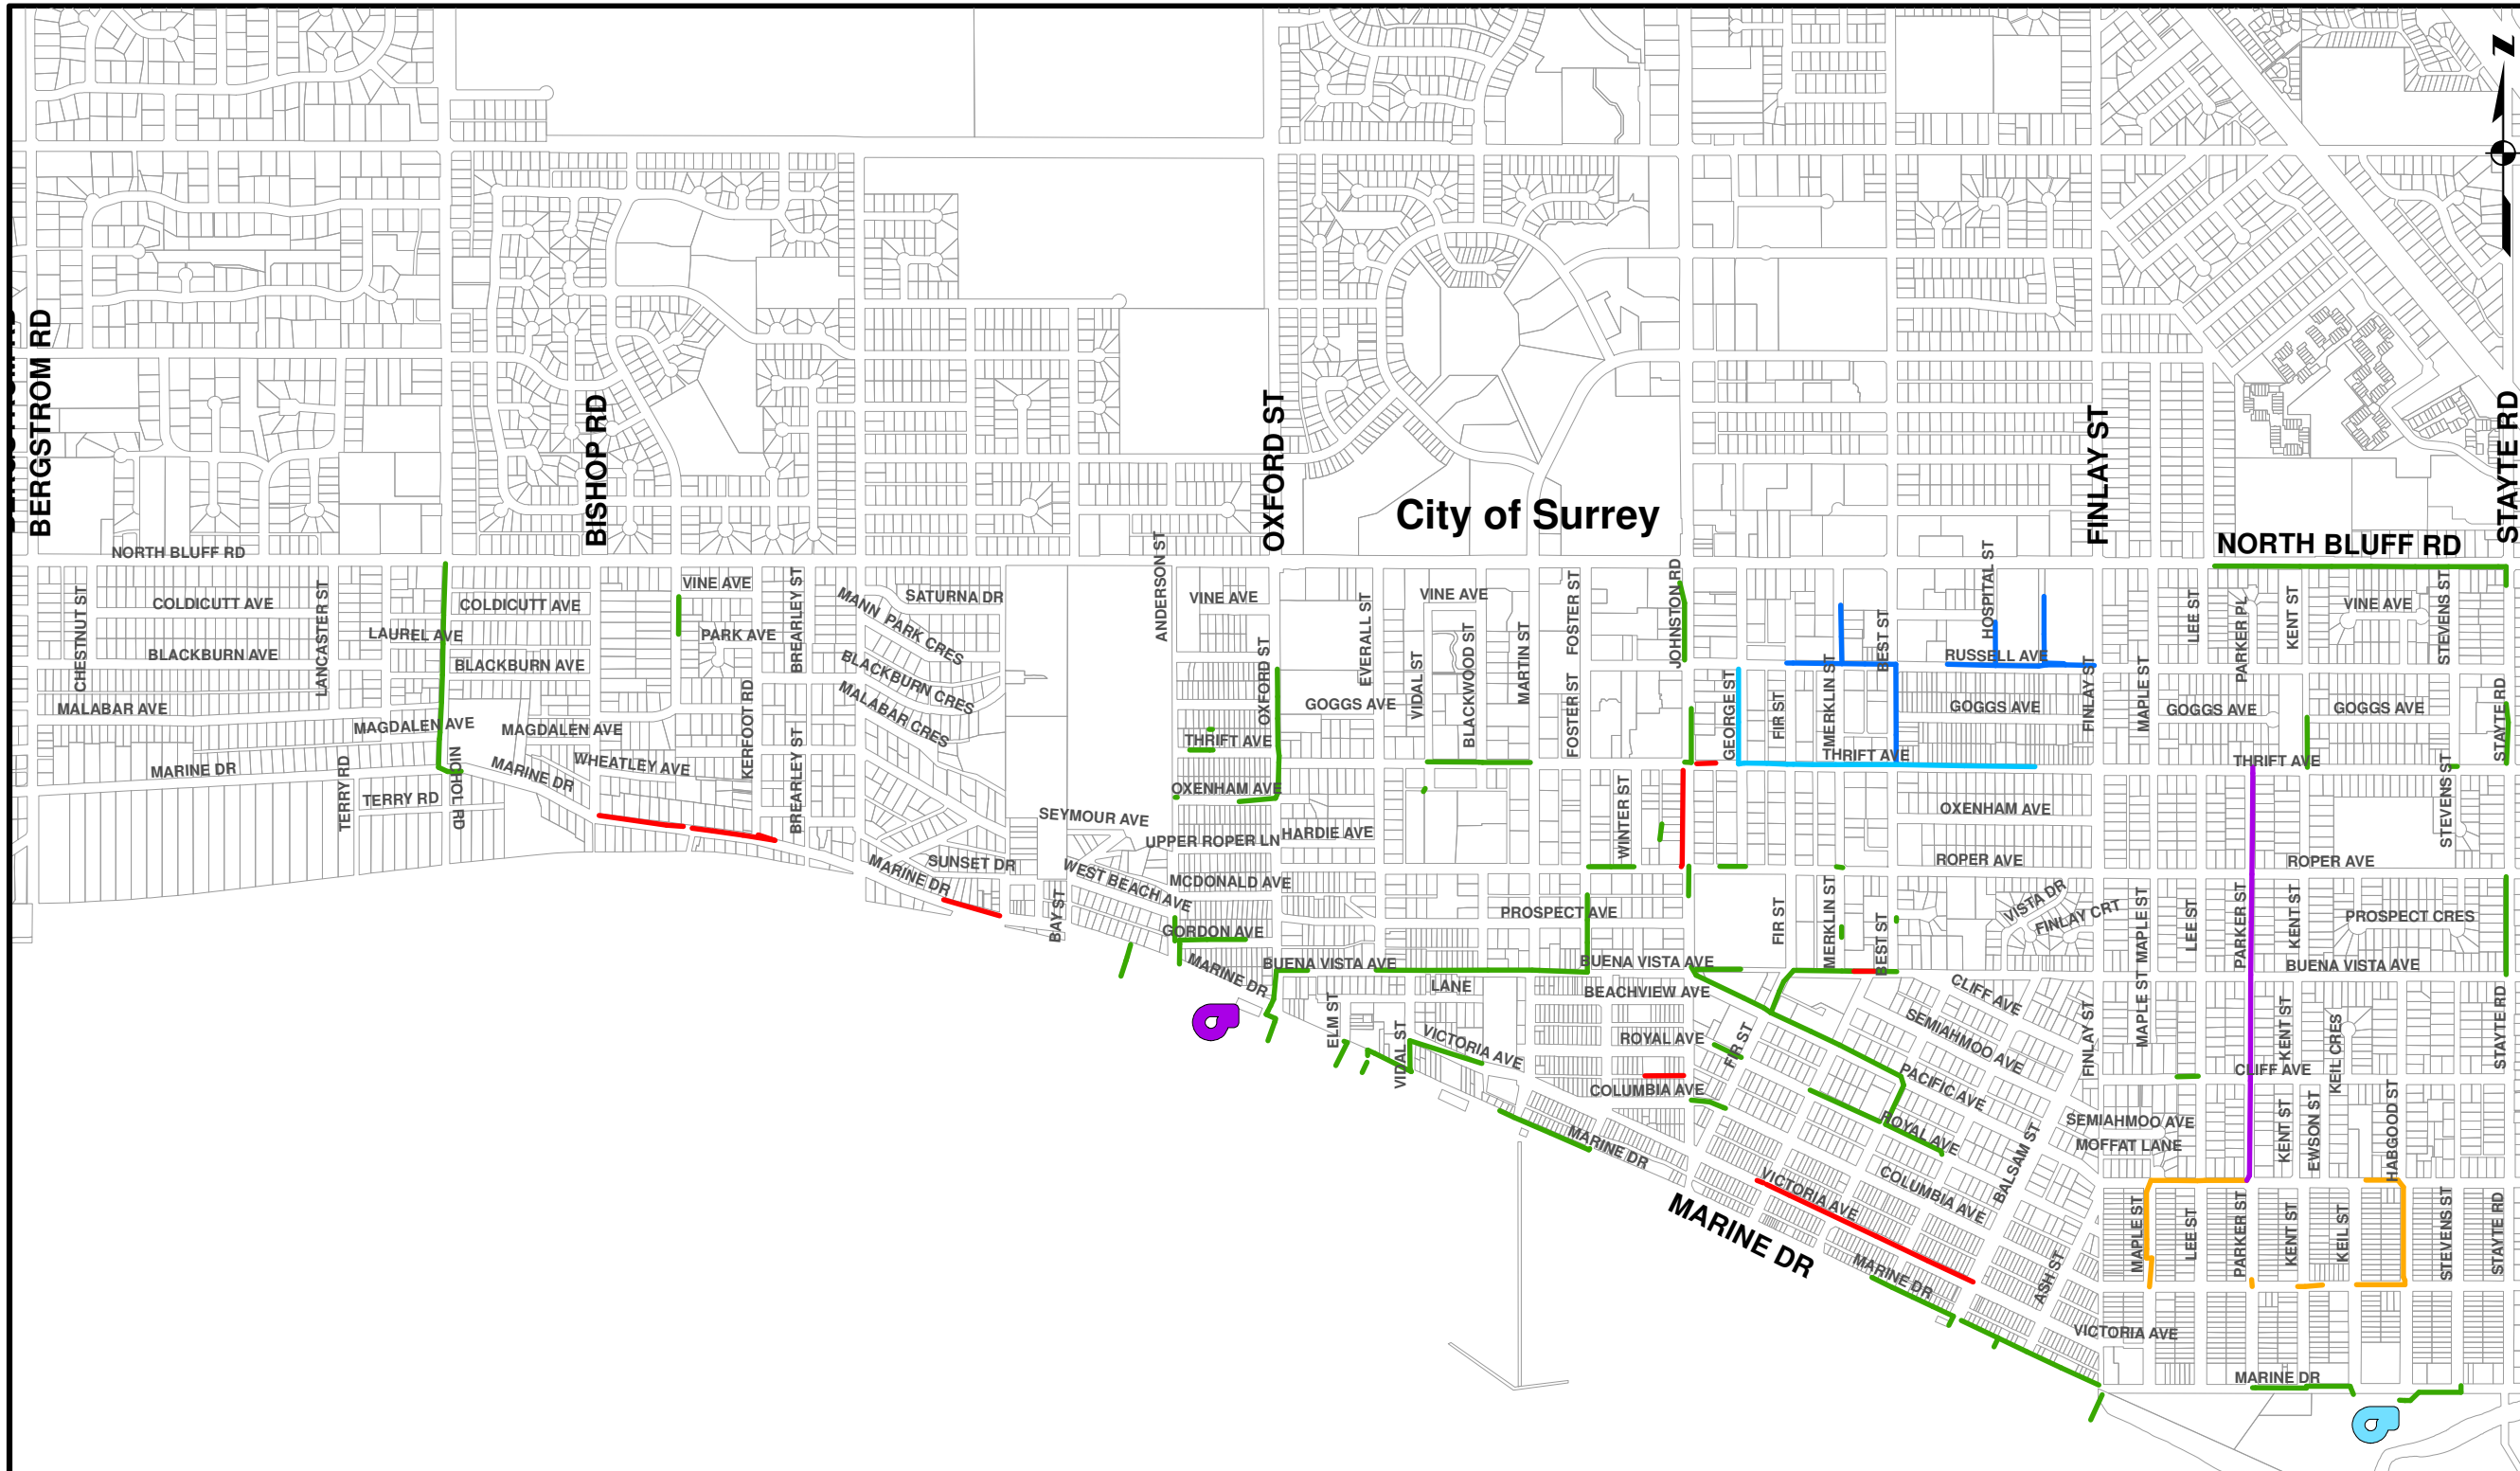 Z
BERGSTROM RD
BISHOP RD
OXFORD ST
City of Surrey
FINLAY ST
STAYTE RD
NORTH BLUFF RD
NORTH BLUFF RD
CHESTNUT ST
COLDICUTT AVE
LANCASTER ST
LAUREL AVE
COLDICUTT AVE
BLACKBURN AVE
BLACKBURN AVE
MALABAR AVE
MAGDALEN AVE
MAGDALEN AVE
MARINE DR
TERRY RD
TERRY RD
NICHOL RD
MARINE DR
WHEATLEY AVE
VINE AVE
PARK AVE
BREARLEY ST
KERFOOT RD
BREARLEY ST
SATURNA DR
MANN PARK CRES
BLACKBURN CRES
MALABAR CRES
SEYMOUR AVE
SUNSET DR
MARINE DR
BAY ST
WEST BEACH AVE
ANDERSON ST
VINE AVE
OXFORD ST
THRIFT AVE
OXENHAM AVE
UPPER ROPER LN
HARDIE AVE
MCDONALD AVE
GORDON AVE
MARINE DR
BUENA VISTA AVE
EVERALL ST
GOGGS AVE
VINE AVE
VIDAL ST
BLACKWOOD ST
MARTIN ST
FOSTER ST
FOSTER ST
JOHNSTON RD
WINTER ST
PROSPECT AVE
BUENA VISTA AVE
LANE
BEACHVIEW AVE
ELM ST
VIDAL ST
VICTORIA AVE
ROYAL AVE
COLUMBIA AVE
MARINE DR
GEORGE ST
FIR ST
MERKLIN ST
BEST ST
HOSPITAL ST
RUSSELL AVE
GOGGS AVE
FINLAY ST
THRIFT AVE
OXENHAM AVE
ROPER AVE
FIR ST
MERKLIN ST
BEST ST
VISTA DR
FINLAY CRT
CLIFF AVE
SEMIAHMOO AVE
FIR ST
PACIFIC AVE
ROYAL AVE
COLUMBIA AVE
BALSAM ST
VICTORIA AVE
MARINE DR
MARINE DR
ASH ST
FINLAY ST
MAPLE ST
LEE ST
PARKER PL
KENT ST
VINE AVE
STEVENS ST
GOGGS AVE
GOGGS AVE
STAYTE RD
THRIFT AVE
STEVENS ST
ROPER AVE
MAPLE ST
MAPLE ST
LEE ST
PARKER ST
KENT ST
PROSPECT CRES
BUENA VISTA AVE
KENT ST
KEIL CRES
STAYTE RD
CLIFF AVE
SEMIAHMOO AVE
MOFFAT LANE
KENT ST
EWSON ST
HABGOOD ST
MAPLE ST
LEE ST
PARKER ST
KENT ST
KEIL ST
STEVENS ST
STAYTE RD
VICTORIA AVE
MARINE DR